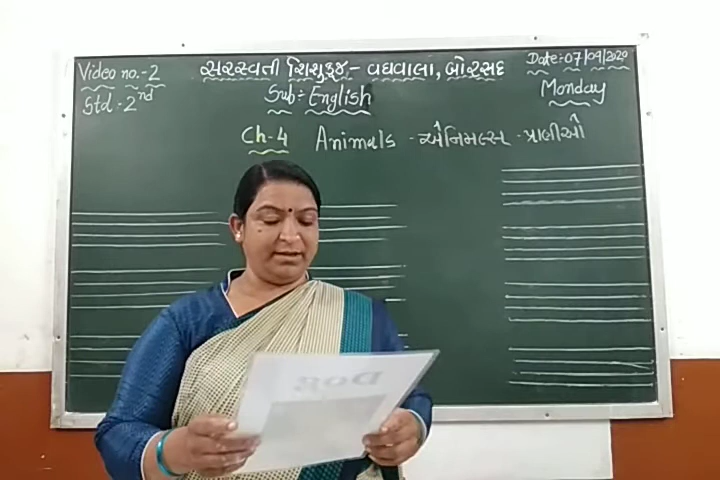 Video no.-2
સરસ્વતી શિશુકુંજ - વઘવાલા, બોરસદ
Date:- 07/09/2020
Std - 2nd
Sub:- English
Monday
Ch-4 Animals - એનિમલ્સ - પ્રાણીઓ